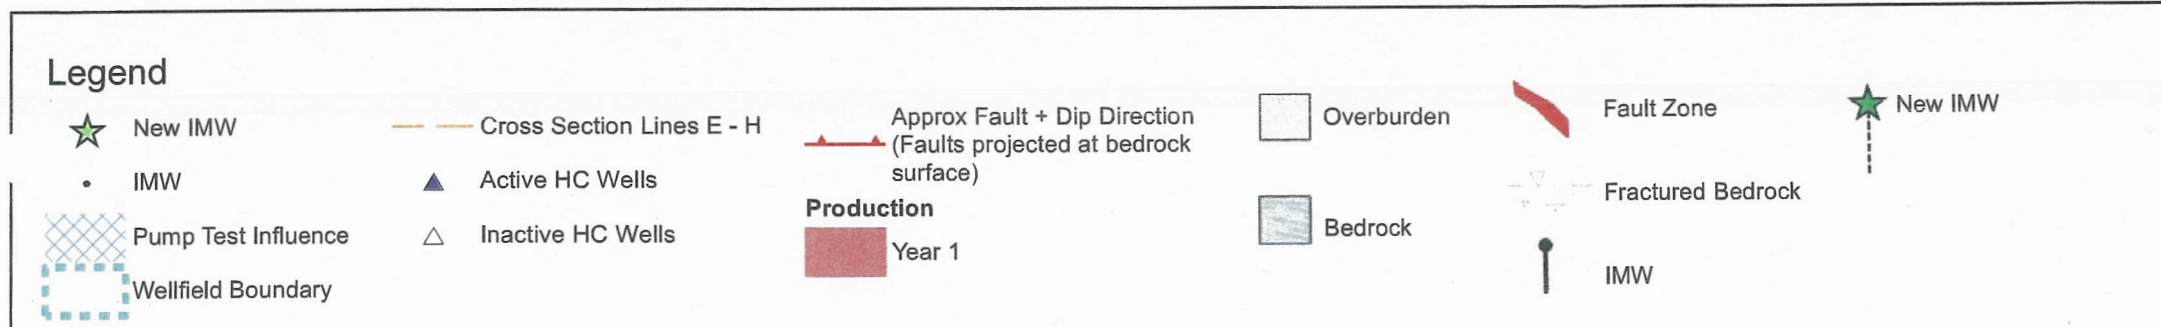 Legend
New IMW
IMW
Pump Test Influence
Wellfield Boundary
Cross Section Lines E - H
Active HC Wells
Inactive HC Wells
Approx Fault + Dip Direction
(Faults projected at bedrock
surface)
Production
Year 1
Overburden
Bedrock
Fault Zone
Fractured Bedrock
IMW
New IMW